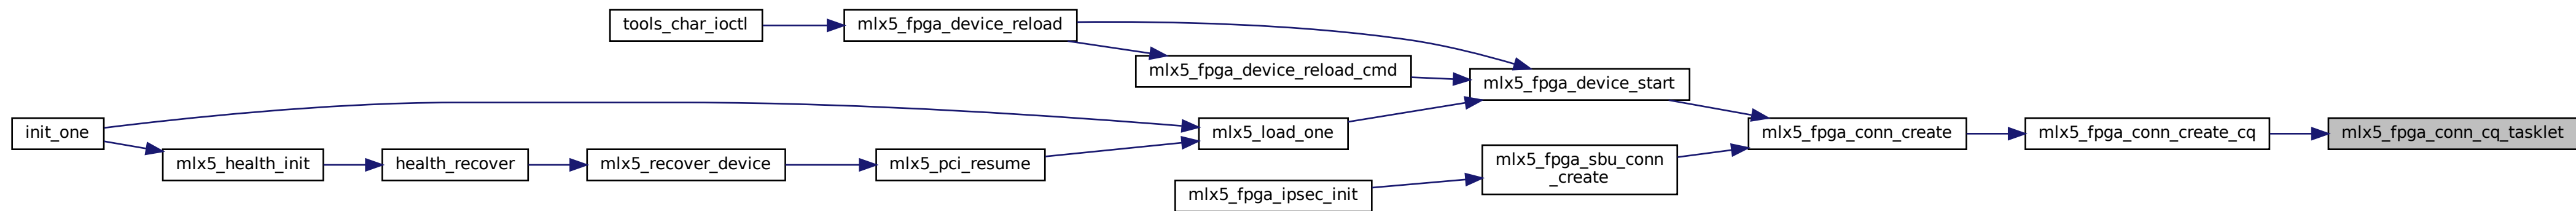 tools_char_ioctl
mlx5_fpga_device_reload
mlx5_fpga_device_reload_cmd
mlx5_fpga_device_start
init_one
mlx5_load_one
mlx5_fpga_conn_create
mlx5_fpga_conn_create_cq
mlx5_fpga_conn_cq_tasklet
mlx5_health_init
health_recover
mlx5_recover_device
mlx5_pci_resume
mlx5_fpga_sbu_conn
_create
mlx5_fpga_ipsec_init